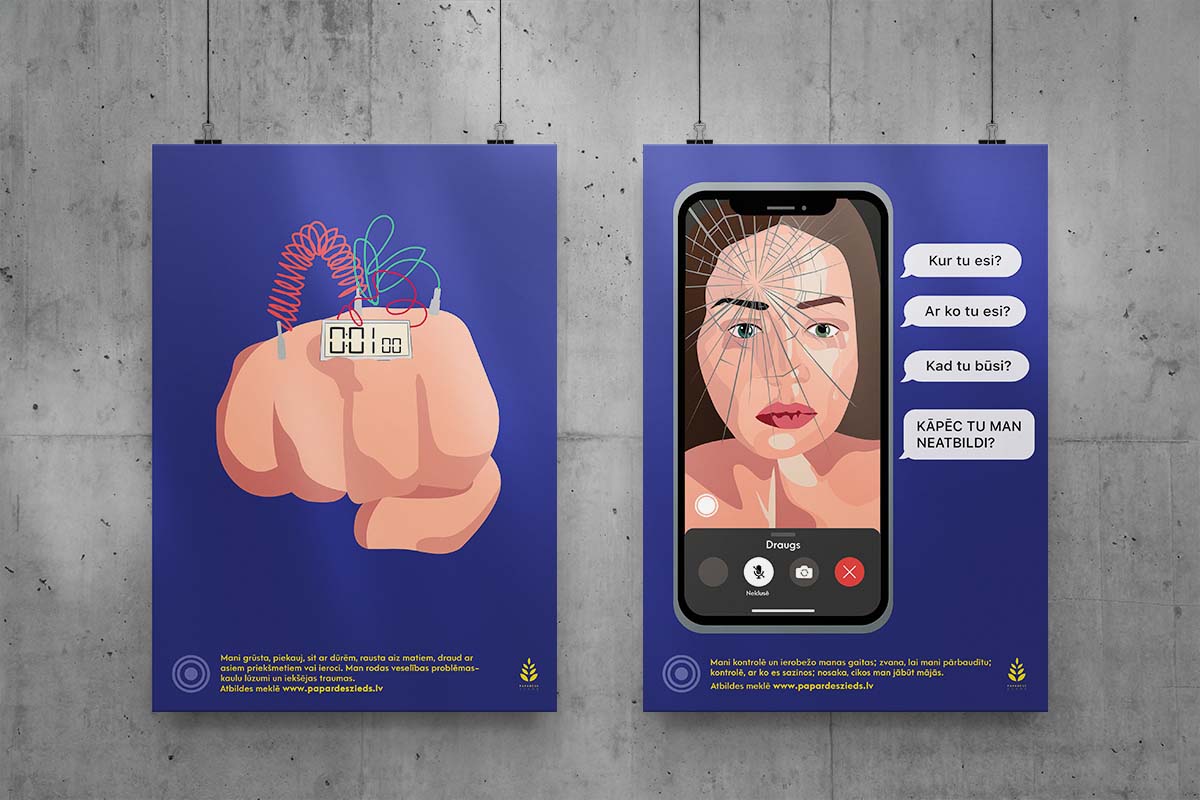 0:01 00
Mani grūsta, piekauj, sit ar dūrēm, rausta aiz matiem, draud ar
asiem priekšmetiem vai ieroci. Man rodas veselības problēmas-
kaulu lūzumi un iekšējas traumas.
Atbildes meklē www.papardeszieds.lv
Kur tu esi?
Ar ko tu esi?
Kad tu būsi?
KĀPĒC TU MAN
NEATBILDI?
Draugs
Neklusē
Mani kontrolē un ierobežo manas gaitas; zvana, lai mani pārbaudītu;
kontrolē, ar ko es sazinos; nosaka, cikos man jābūt mājās.
Atbildes meklē www.papardeszieds.lv